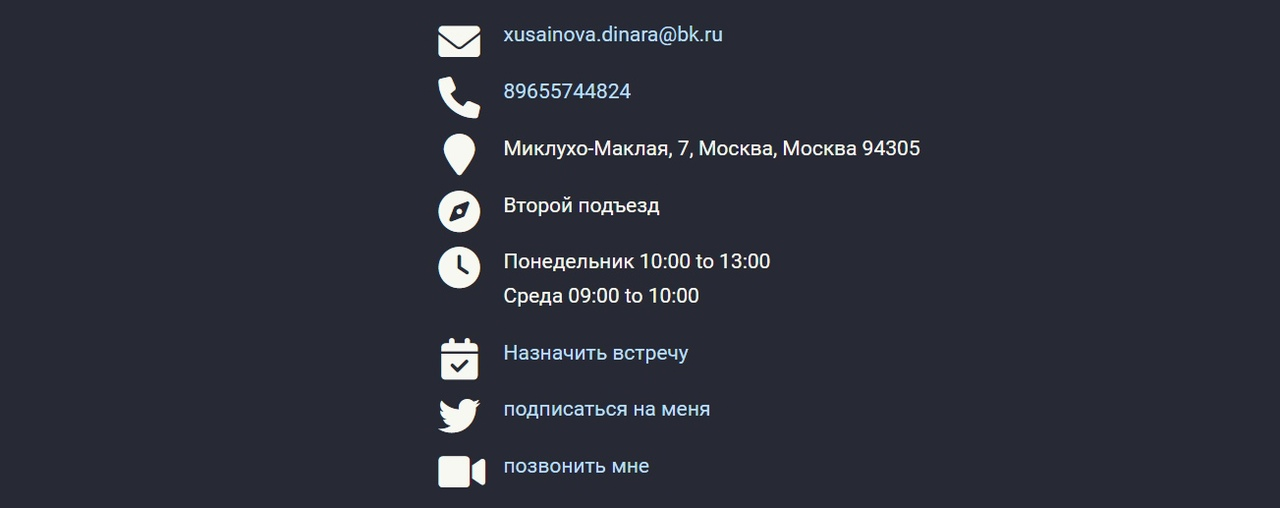 xusainova.dinara@bk.ru
89655744824
Миклухо-Маклая, 7, Москва, Москва 94305
Второй подъезд
Понедельник 10:00 to 13:00
Среда 09:00 to 10:00
Назначить встречу
подписаться на меня
позвонить мне